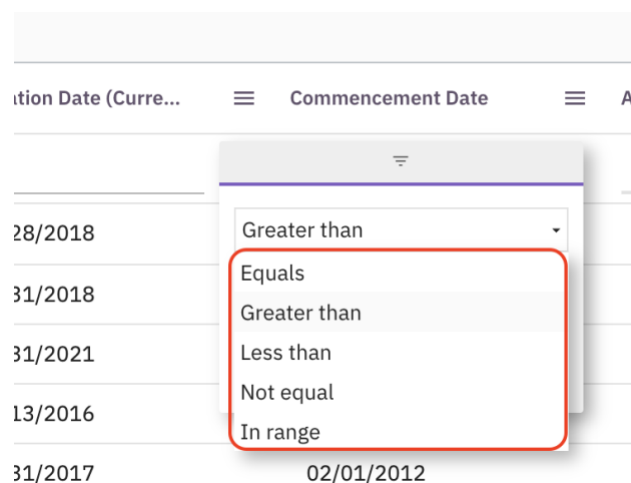 ation Date (Curre...
Commencement Date
A
28/2018
Greater than
31/2018
Equals
Greater than
31/2021
Less than
Not equal
13/2016
In range
31/2017
02/01/2012